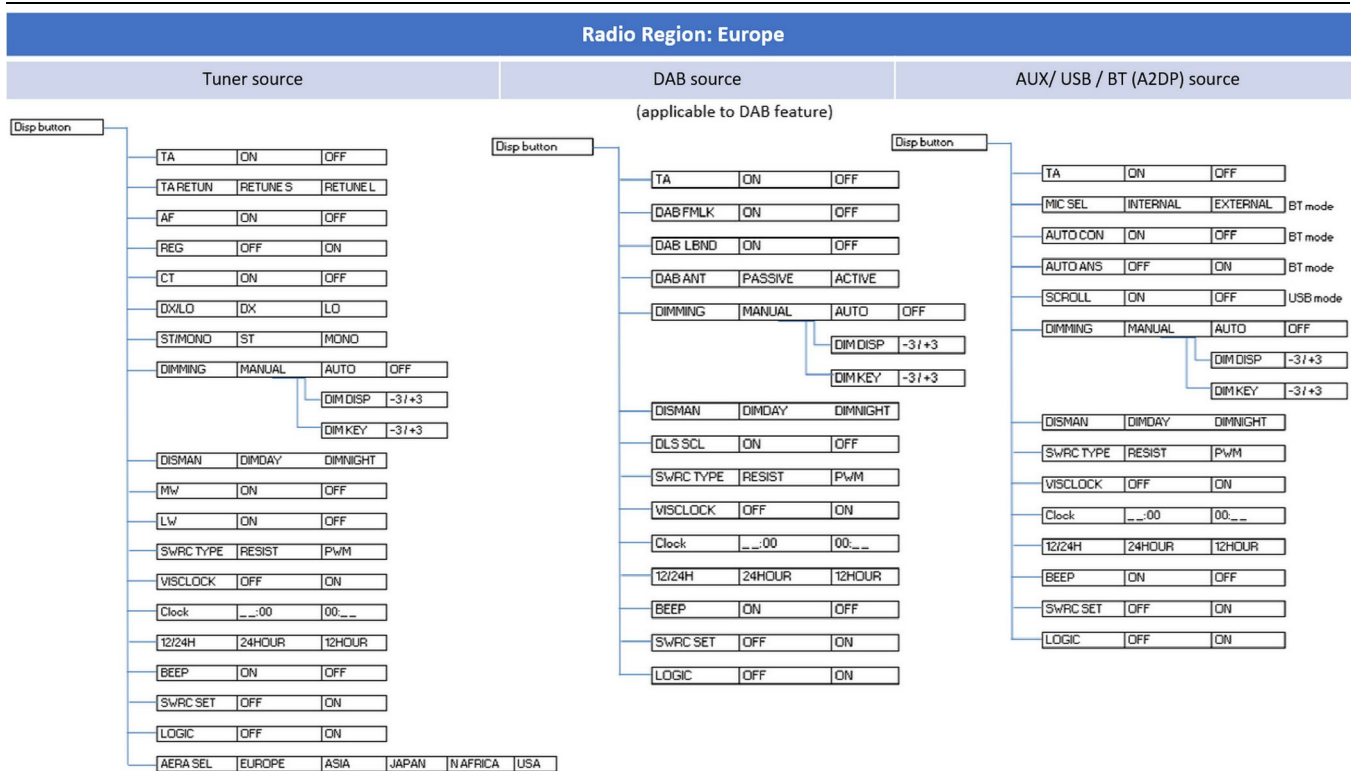 Radio Region: Europe
Tuner source
DAB source
AUX/ USB / BT (A2DP) source
(applicable to DAB feature)
Disp button
TA ON OFF
TA RETUN RETUNE S RETUNE L
AF ON OFF
REG OFF ON
CT ON OFF
DX/LO DX LO
ST/MONO ST MONO
DIMMING MANUAL AUTO OFF
DIM DISP -3 / +3
DIM KEY -3 / +3
DISMAN DIMDAY DIMNIGHT
MW ON OFF
LW ON OFF
SWRC TYPE RESIST PWM
VISCLOCK OFF ON
Clock __:00 00:__
12/24H 24HOUR 12HOUR
BEEP ON OFF
SWRC SET OFF ON
LOGIC OFF ON
AERA SEL EUROPE ASIA JAPAN N AFRICA USA
Disp button
TA ON OFF
DAB FMLK ON OFF
DAB LBND ON OFF
DAB ANT PASSIVE ACTIVE
DIMMING MANUAL AUTO OFF
DIM DISP -3 / +3
DIM KEY -3 / +3
DISMAN DIMDAY DIMNIGHT
DLS SCL ON OFF
SWRC TYPE RESIST PWM
VISCLOCK OFF ON
Clock __:00 00:__
12/24H 24HOUR 12HOUR
BEEP ON OFF
SWRC SET OFF ON
LOGIC OFF ON
Disp button
TA ON OFF
MIC SEL INTERNAL EXTERNAL BT mode
AUTO CON ON OFF BT mode
AUTO ANS OFF ON BT mode
SCROLL ON OFF USB mode
DIMMING MANUAL AUTO OFF
DIM DISP -3 / +3
DIM KEY -3 / +3
DISMAN DIMDAY DIMNIGHT
SWRC TYPE RESIST PWM
VISCLOCK OFF ON
Clock __:00 00:__
12/24H 24HOUR 12HOUR
BEEP ON OFF
SWRC SET OFF ON
LOGIC OFF ON